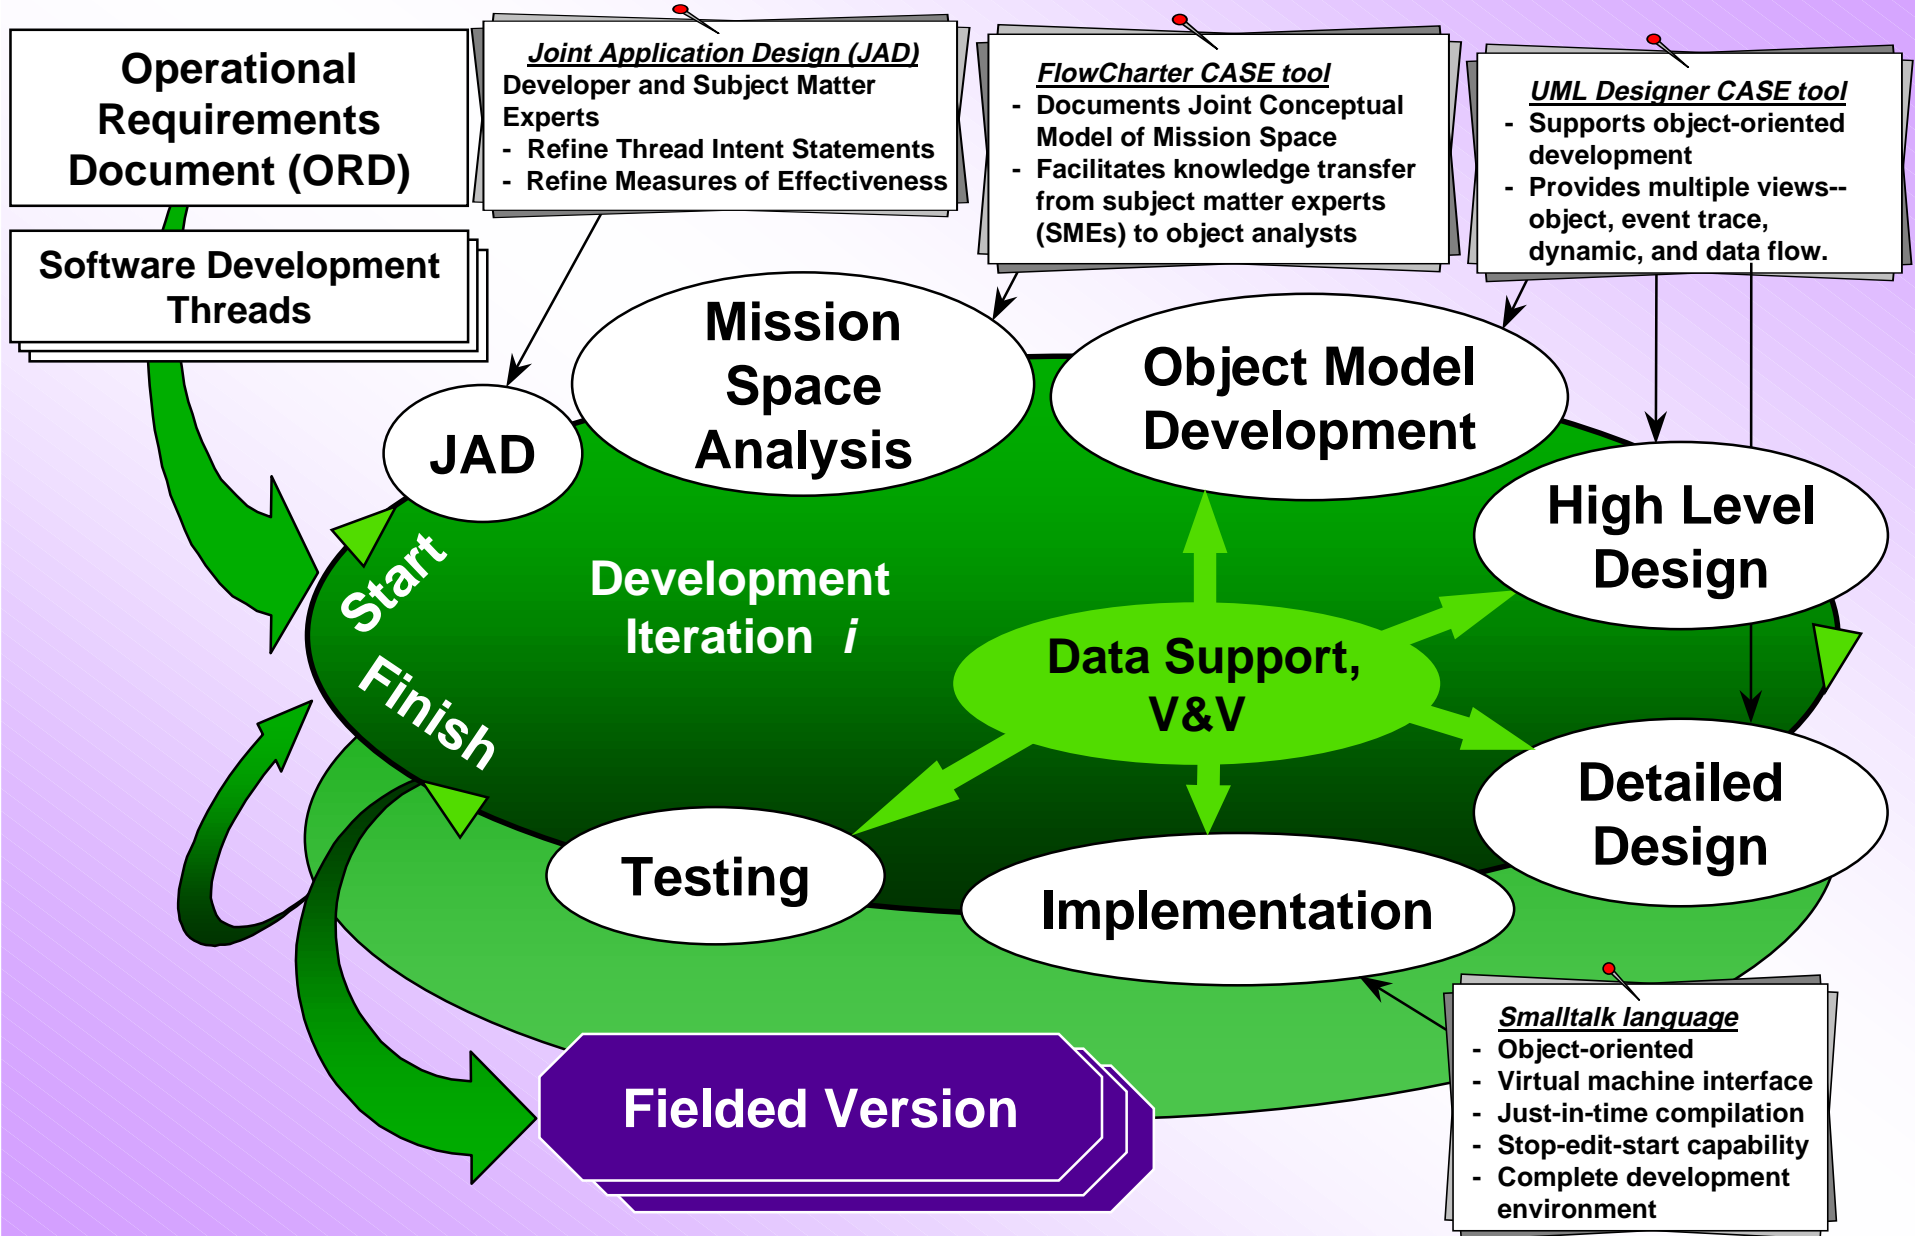 Operational
Requirements
Document (ORD)
Software Development
Threads
Joint Application Design (JAD)
Developer and Subject Matter
Experts
- Refine Thread Intent Statements
- Refine Measures of Effectiveness
FlowCharter CASE tool
- Documents Joint Conceptual
Model of Mission Space
- Facilitates knowledge transfer
from subject matter experts
(SMEs) to object analysts
UML Designer CASE tool
- Supports object-oriented
development
- Provides multiple views--
object, event trace,
dynamic, and data flow.
JAD
Mission
Space
Analysis
Object Model
Development
High Level
Design
Start
Finish
Development
Iteration i
Data Support,
V&V
Detailed
Design
Testing
Implementation
Fielded Version
Smalltalk language
- Object-oriented
- Virtual machine interface
- Just-in-time compilation
- Stop-edit-start capability
- Complete development
environment